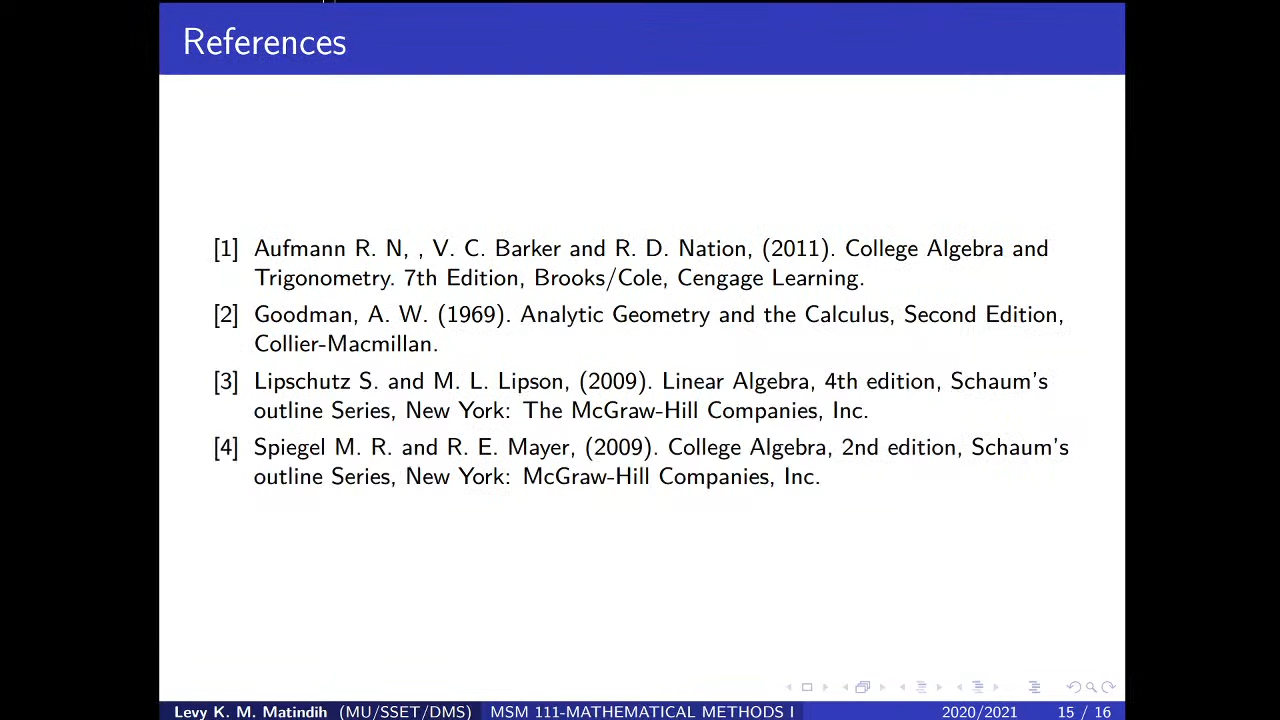 References
[1] Aufmann R. N, , V. C. Barker and R. D. Nation, (2011). College Algebra and
Trigonometry. 7th Edition, Brooks/Cole, Cengage Learning.
[2] Goodman, A. W. (1969). Analytic Geometry and the Calculus, Second Edition,
Collier-Macmillan.
[3] Lipschutz S. and M. L. Lipson, (2009). Linear Algebra, 4th edition, Schaum's
outline Series, New York: The McGraw-Hill Companies, Inc.
[4] Spiegel M. R. and R. E. Mayer, (2009). College Algebra, 2nd edition, Schaum's
outline Series, New York: McGraw-Hill Companies, Inc.
Levy K. M. Matindih (MU/SSET/DMS) MSM 111-MATHEMATICAL METHODS I 2020/2021 15 / 16